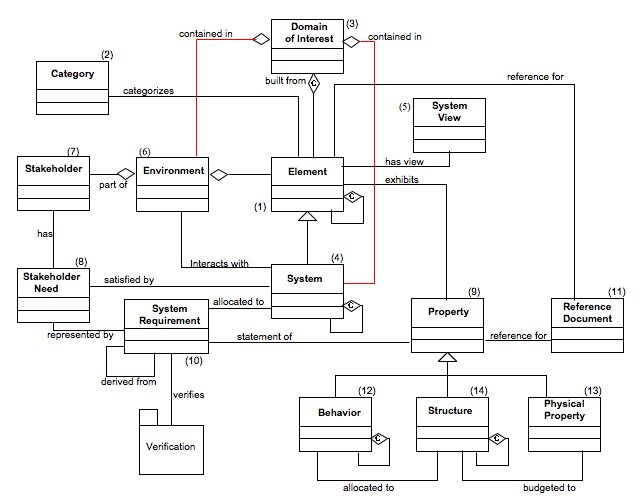 Domain
of Interest
(3)
contained in
contained in
(2)
Category
built from
C
reference for
categorizes
(5)
System
View
(7)
(6)
Stakeholder
Environment
Element
has view
part of
exhibits
C
(1)
has
(8)
Interacts with
(4)
Stakeholder
Need
satisfied by
System
(9)
(11)
allocated to
C
System
Requirement
Property
Reference
Document
represented by
statement of
reference for
(10)
derived from
verifies
(12)
(14)
(13)
Behavior
Structure
Physical
Property
C
C
Verification
allocated to
budgeted to